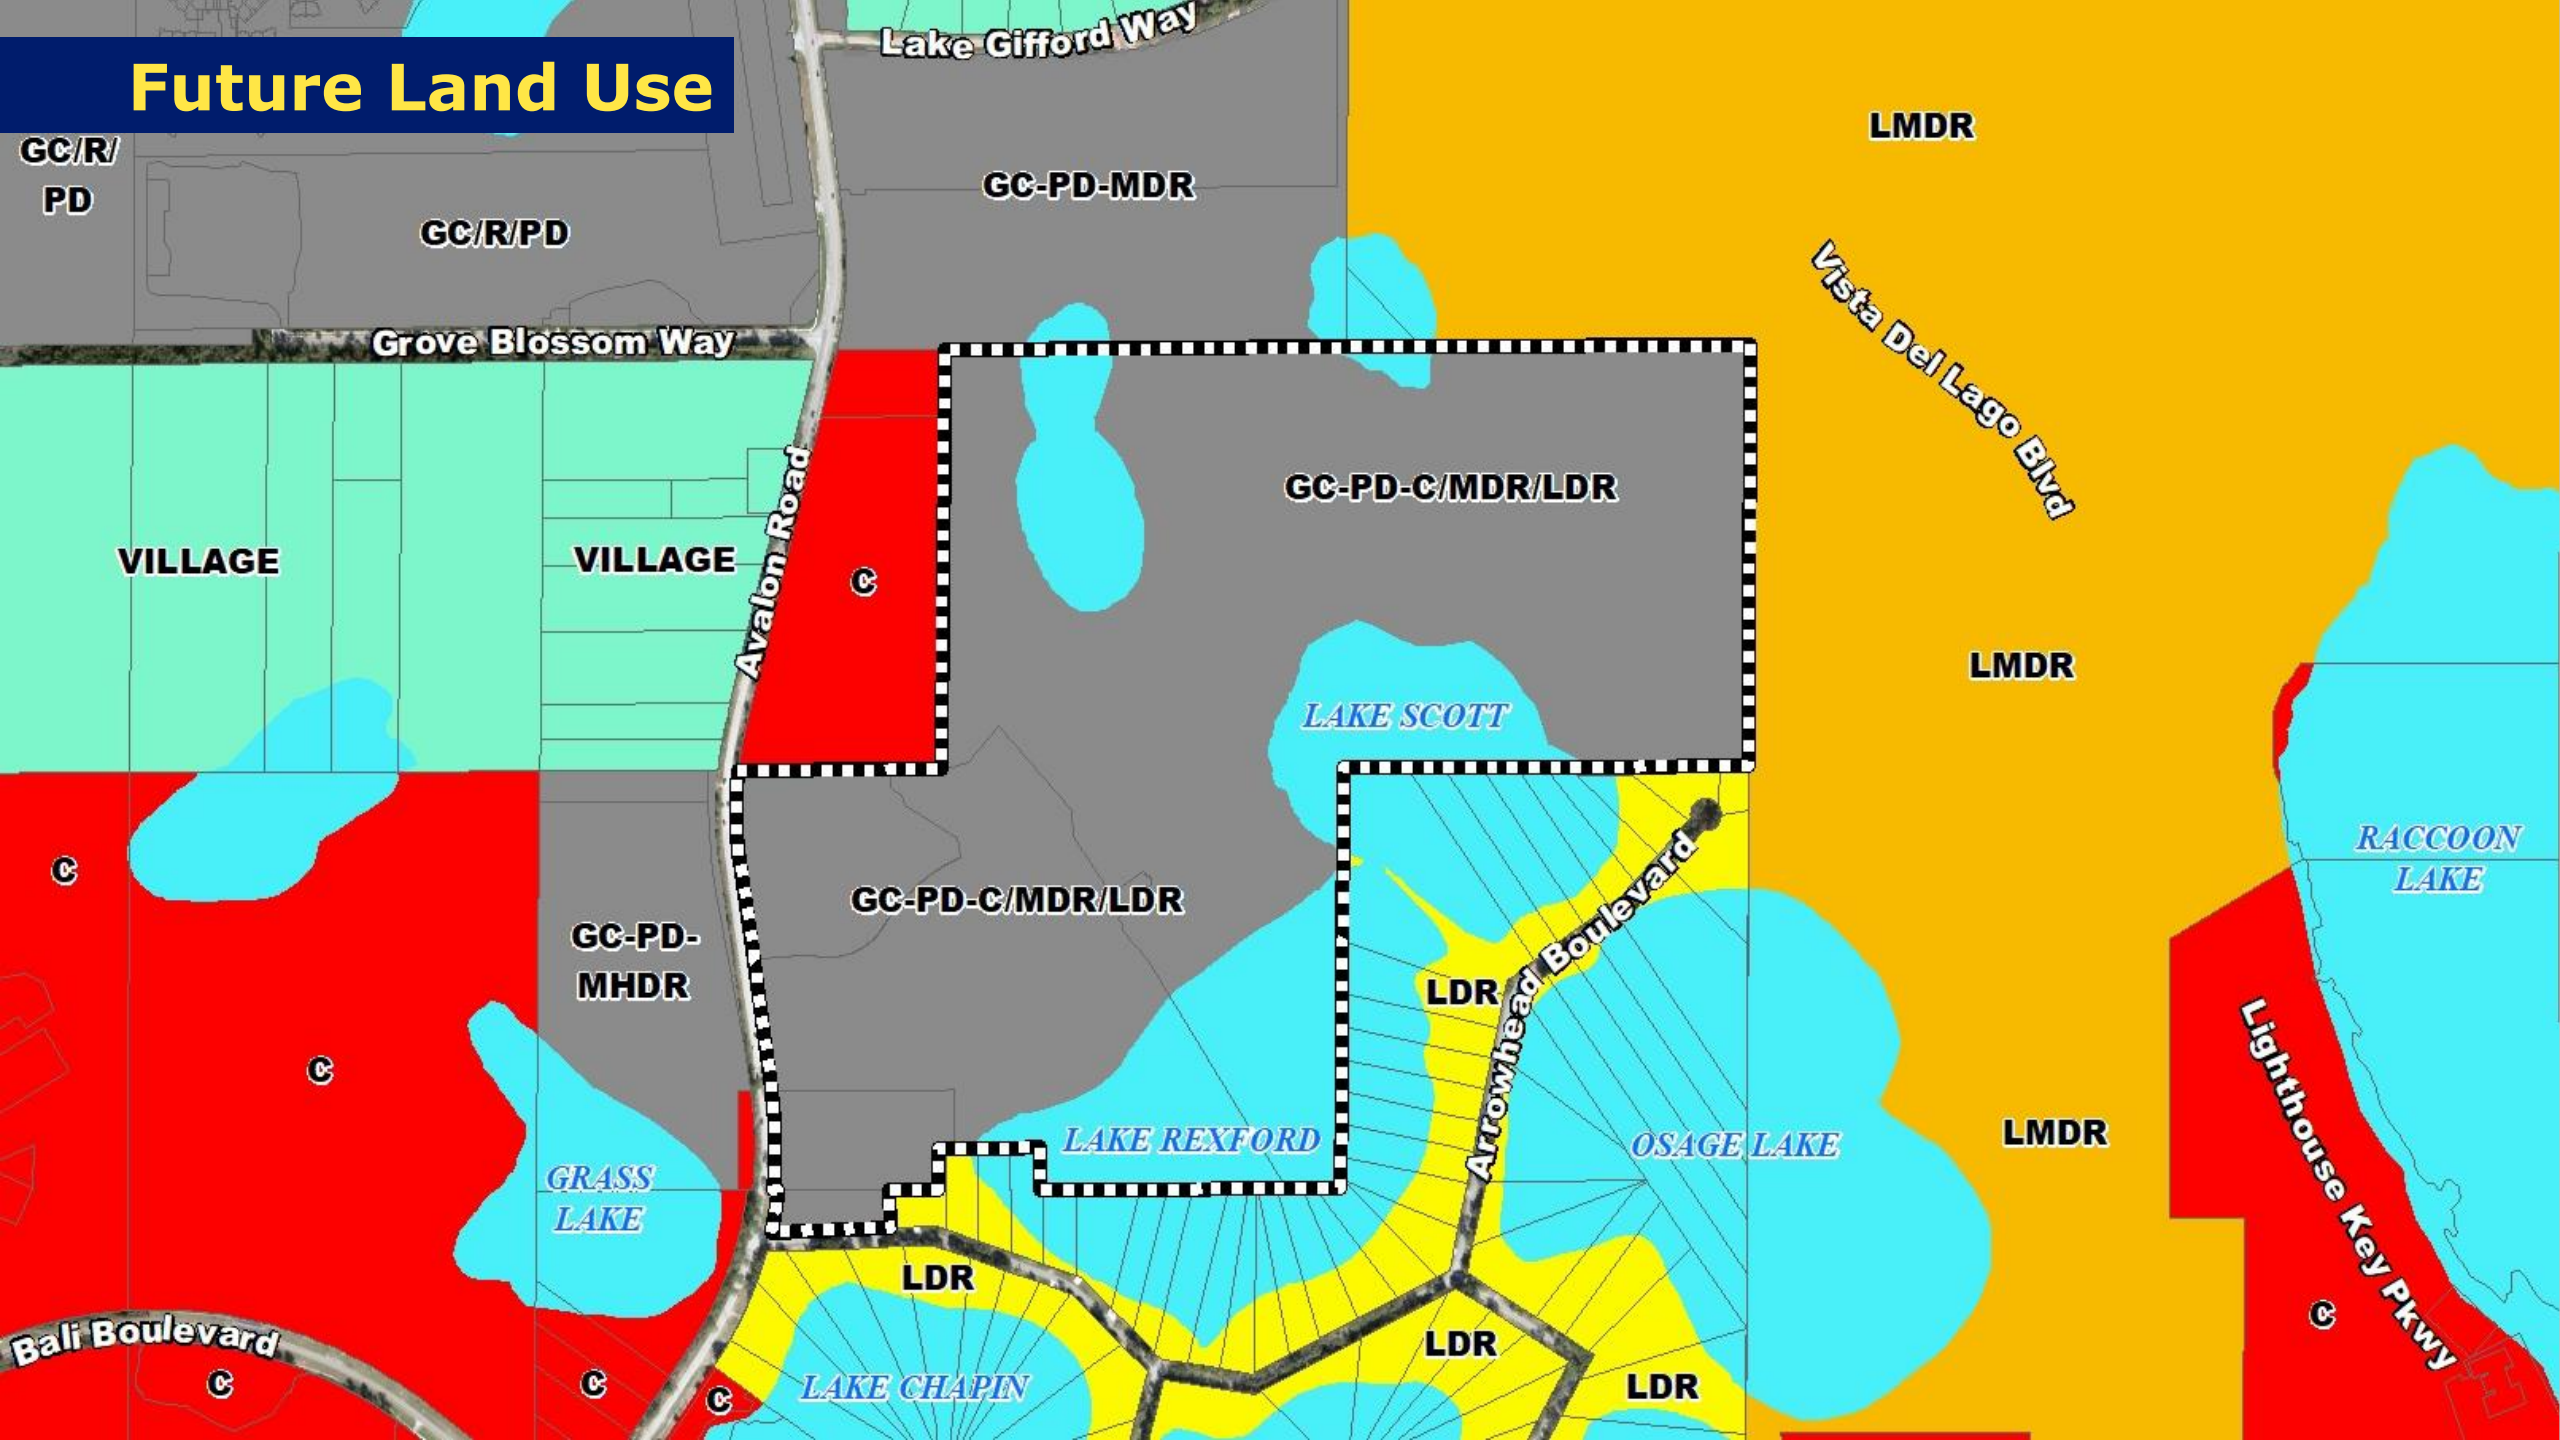 Lake Gifford Way
Future Land Use
LMDR
GC/R/
PD
GC-PD-MDR
GC/R/PD
Vista Del Lago Blvd
Grove Blossom Way
GC-PD-C/MDR/LDR
Avalon Road
VILLAGE
VILLAGE
C
LMDR
LAKE SCOTT
RACCOON
LAKE
C
GC-PD-C/MDR/LDR
Arrowhead Boulevard
GC-PD-
MHDR
LDR
C
Lighthouse Key Pkwy
LMDR
LAKE REXFORD
OSAGE LAKE
GRASS
LAKE
LDR
C
Bali Boulevard
LDR
C
C
C
LAKE CHAPIN
LDR